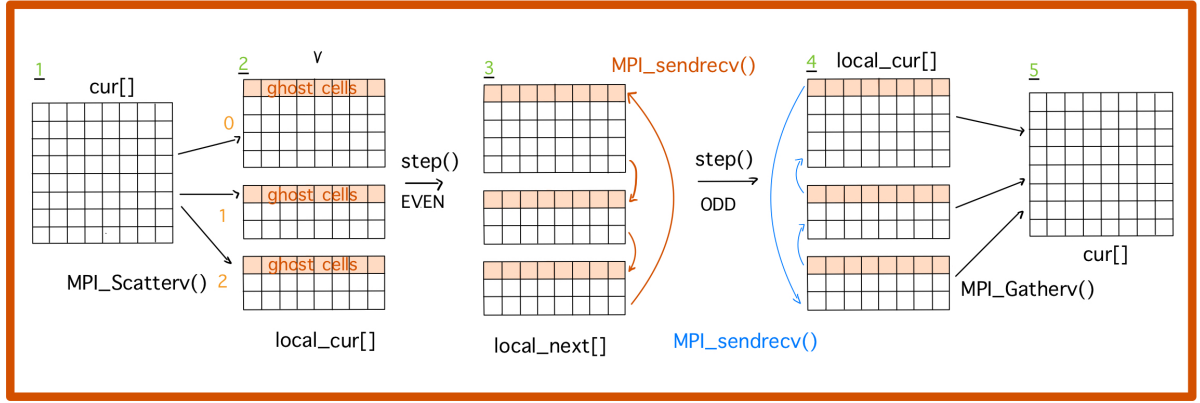 1
cur[]
MPI_Scatterv()
2
v
ghost cells
0
ghost cells
1
ghost cells
2
local_cur[]
step()
EVEN
3
MPI_sendrecv()
local_next[]
step()
ODD
MPI_sendrecv()
4
local_cur[]
5
cur[]
MPI_Gatherv()